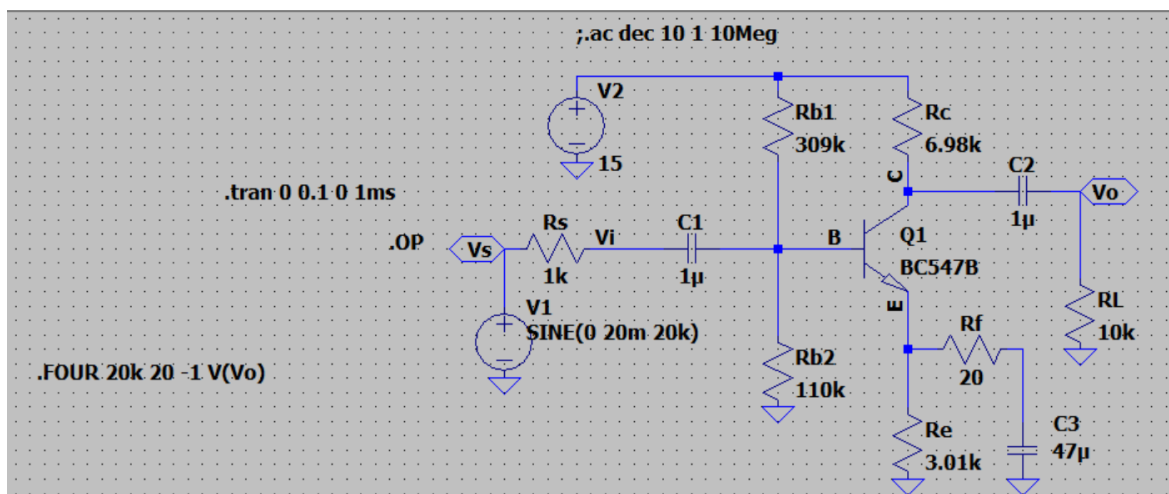 ;.ac dec 10 1 10Meg
V2
15
Rb1
309k
Rc
6.98k
.tran 0 0.1 0 1ms
C
C2
1µ
Vo
.OP
Vs
Rs
1k
Vi
C1
1µ
B
Q1
BC547B
V1
SINE(0 20m 20k)
E
RL
10k
Rf
20
.FOUR 20k 20 -1 V(Vo)
Rb2
110k
Re
3.01k
C3
47µ